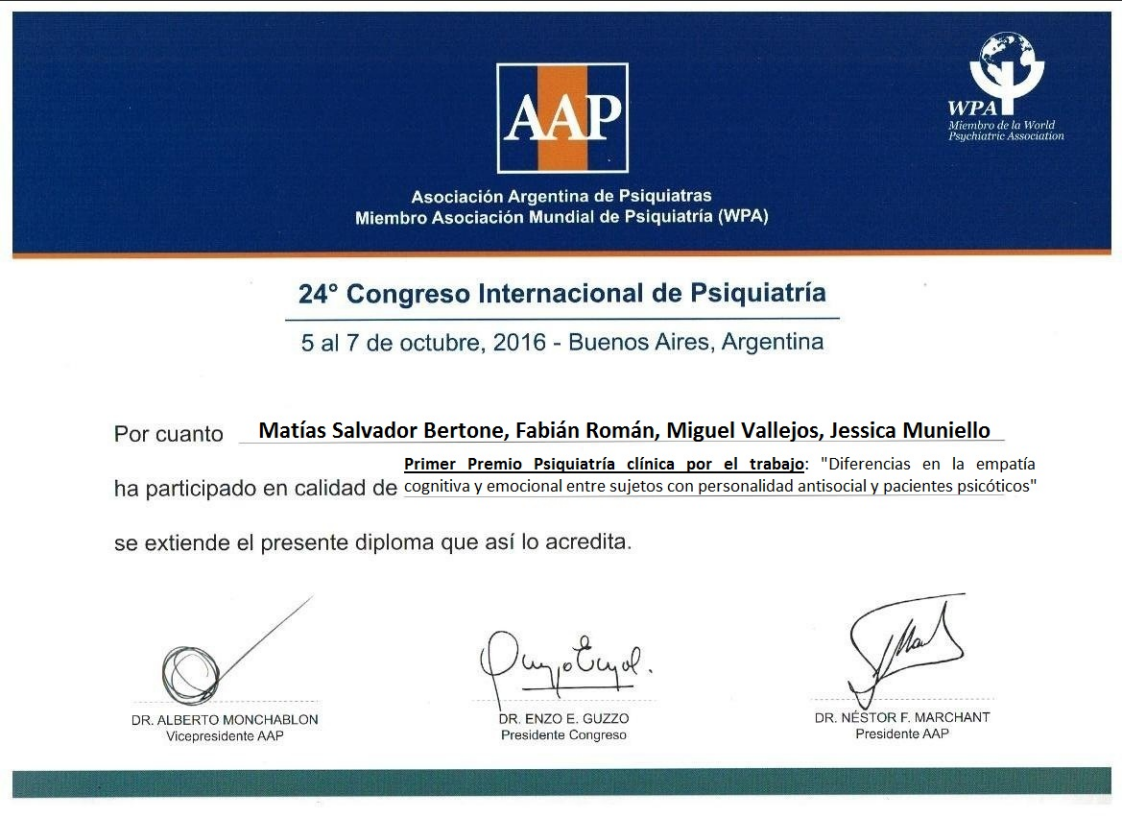 AAP
WPA
Miembro de la World
Psychiatric Association
Asociación Argentina de Psiquiatras
Miembro Asociación Mundial de Psiquiatría (WPA)
24° Congreso Internacional de Psiquiatría
5 al 7 de octubre, 2016 - Buenos Aires, Argentina
Por cuanto Matías Salvador Bertone, Fabián Román, Miguel Vallejos, Jessica Muniello
Primer Premio Psiquiatría clínica por el trabajo: "Diferencias en la empatía
ha participado en calidad de cognitiva y emocional entre sujetos con personalidad antisocial y pacientes psicóticos"
se extiende el presente diploma que así lo acredita.
DR. ALBERTO MONCHABLON
Vicepresidente AAP
DR. ENZO E. GUZZO
Presidente Congreso
DR. NÉSTOR F. MARCHANT
Presidente AAP